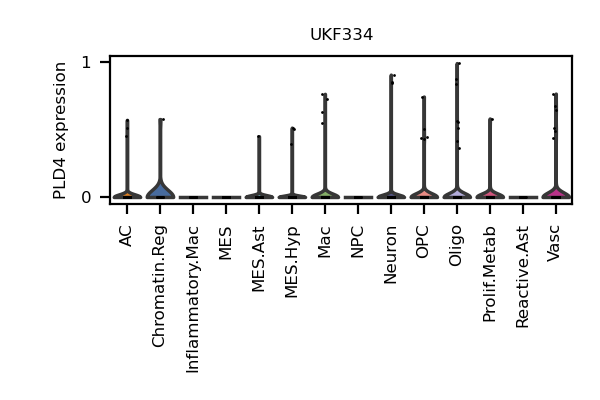 UKF334
PLD4 expression
1
0
AC
Chromatin.Reg
Inflammatory.Mac
MES
MES.Ast
MES.Hyp
Mac
NPC
Neuron
OPC
Oligo
Prolif.Metab
Reactive.Ast
Vasc